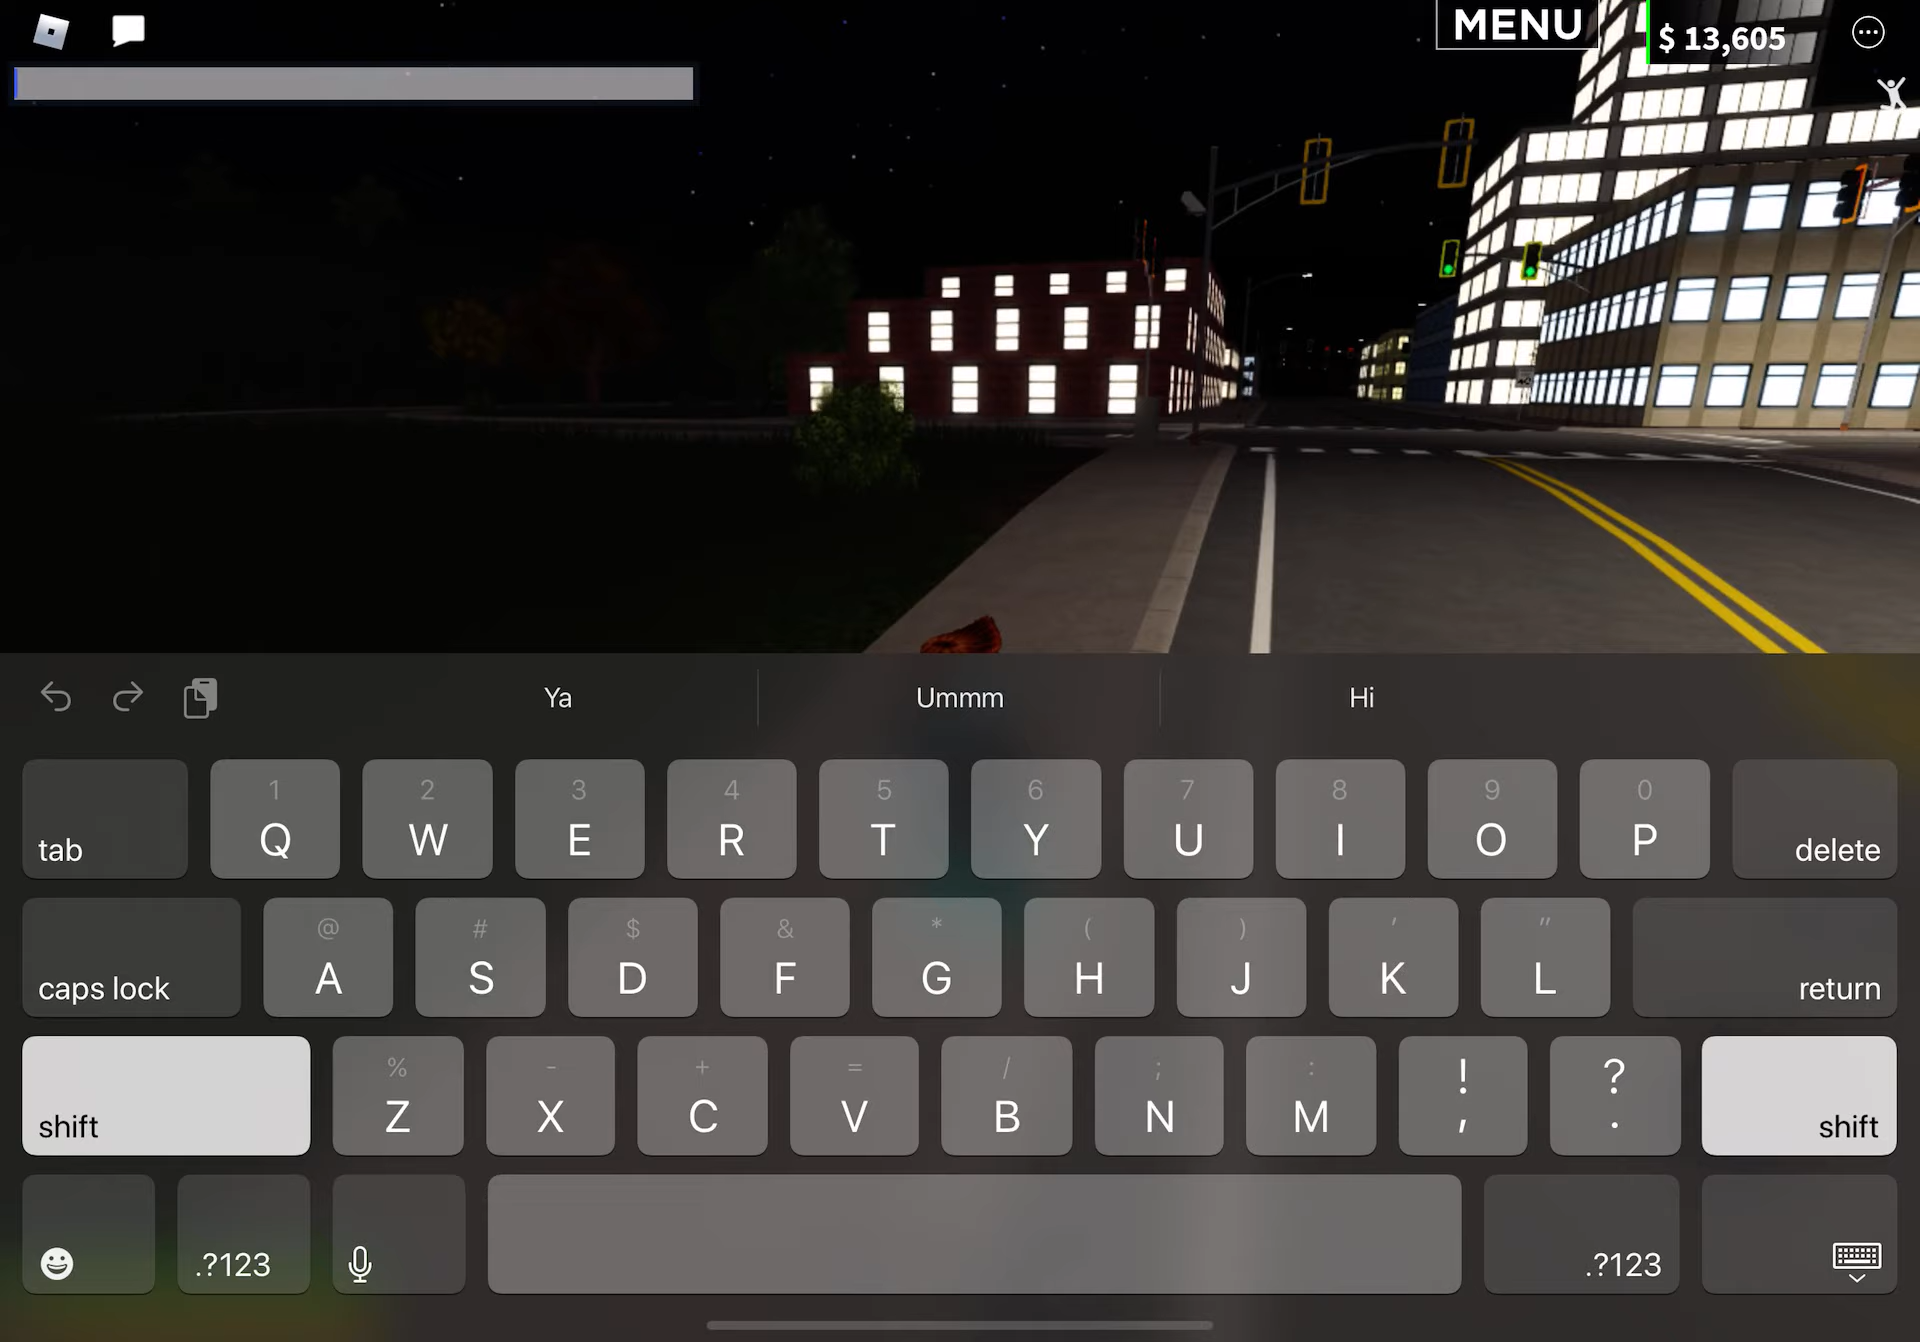 MENU
$ 13,605
Ya
Ummm
Hi
tab
1 2 3 4 5 6 7 8 9 0
Q W E R T Y U I O P
delete
caps lock
@ # $ & * ( ) ' "
A S D F G H J K L
return
shift
% - + = / ; : ! ?
Z X C V B N M , .
shift
.?123
.?123